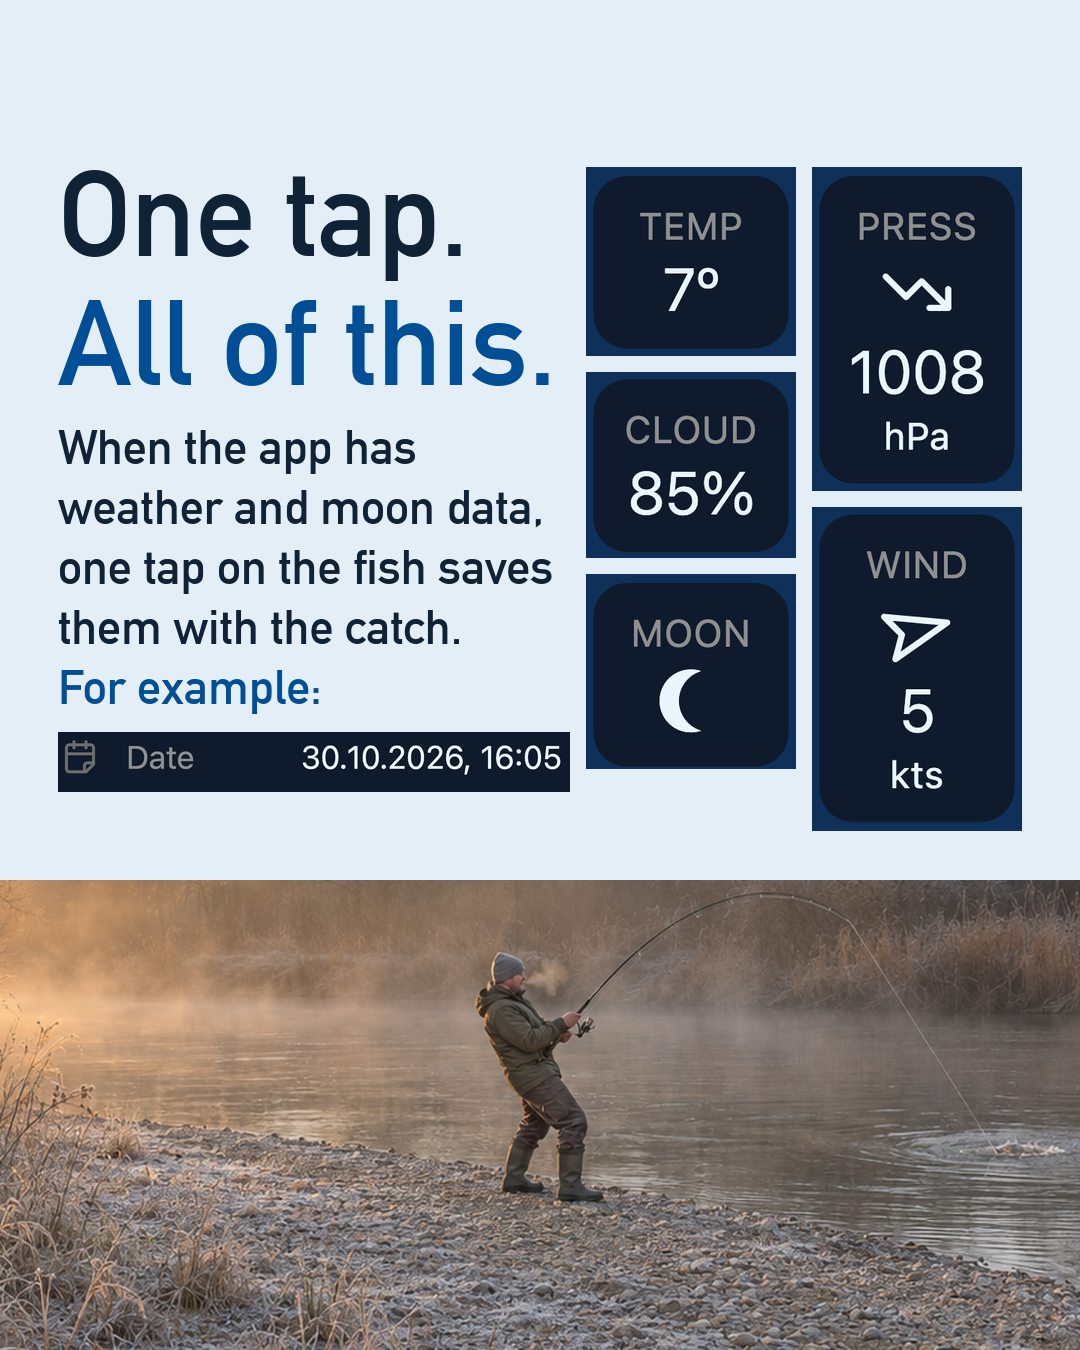 One tap.
All of this.
When the app has
weather and moon data,
one tap on the fish saves
them with the catch.
For example:
Date 30.10.2026, 16:05
TEMP
7°
CLOUD
85%
MOON
PRESS
1008
hPa
WIND
5
kts